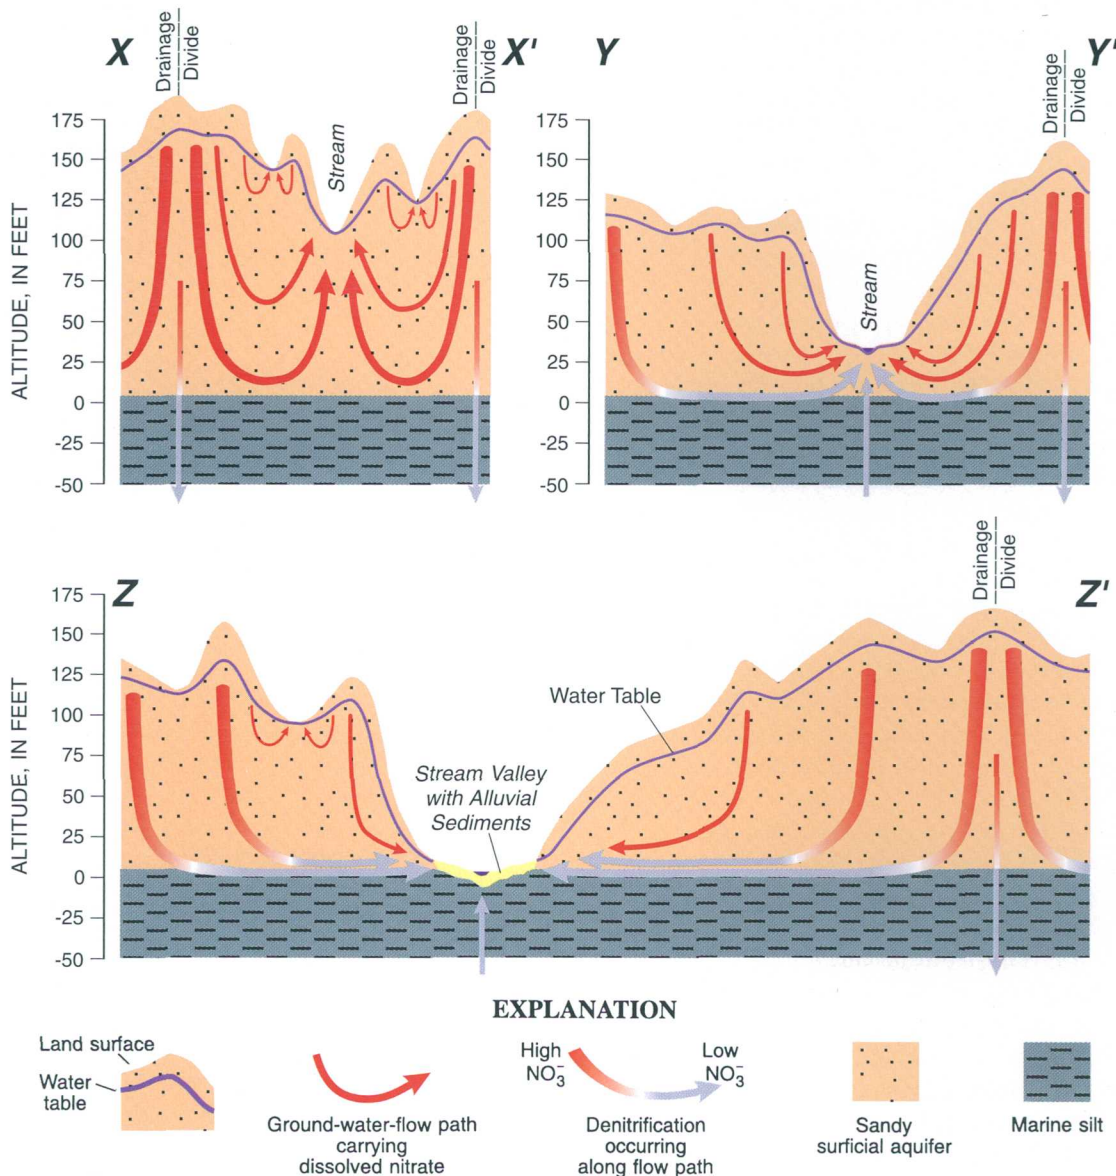 X
Drainage
Divide
Stream
Drainage
Divide
X'
175
150
125
100
75
50
25
0
-25
-50
ALTITUDE, IN FEET
Y
Stream
Drainage
Divide
Y'
175
150
125
100
75
50
25
0
-25
-50
Z
Drainage
Divide
Z'
175
150
125
100
75
50
25
0
-25
-50
ALTITUDE, IN FEET
Water Table
Stream Valley
with Alluvial
Sediments
EXPLANATION
Land surface
Water
table
Ground-water-flow path
carrying
dissolved nitrate
High
NO₃⁻
Low
NO₃⁻
Denitrification
occurring
along flow path
Sandy
surficial aquifer
Marine silt